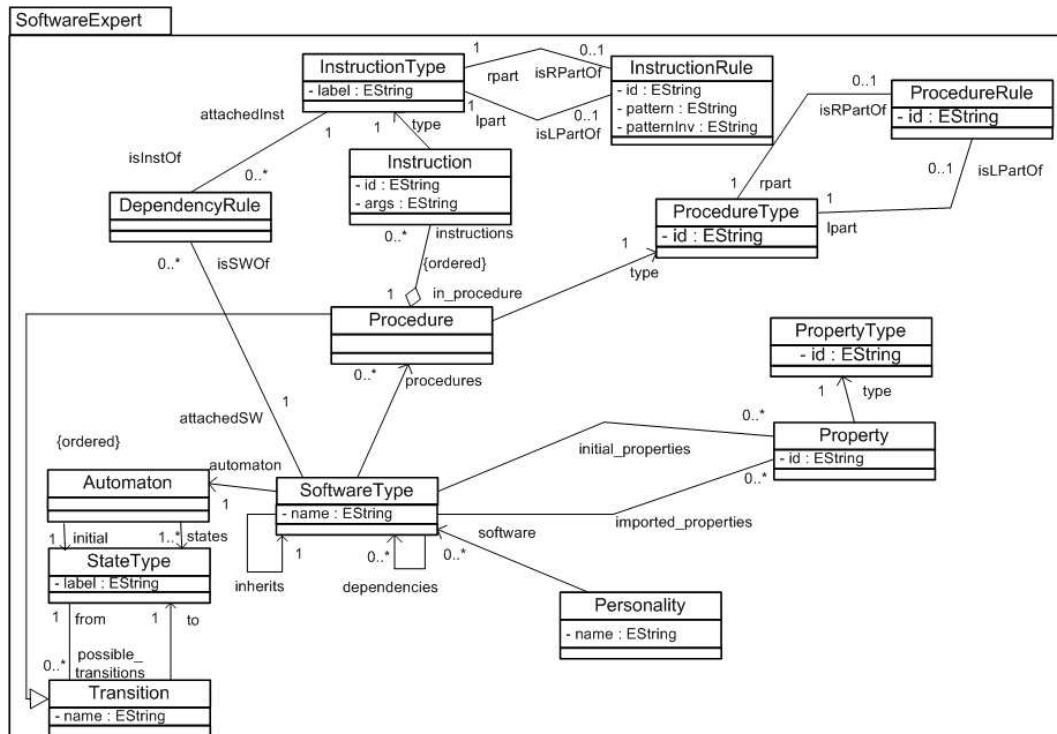 SoftwareExpert
InstructionType
- label : EString
1
rpart
isRPartOf
0..1
1
lpart
isLPartOf
0..1
InstructionRule
- id : EString
- pattern : EString
- patternInv : EString
0..1
isRPartOf
ProcedureRule
- id : EString
0..1
isLPartOf
attachedInst
1
1
type
isInstOf
0..*
Instruction
- id : EString
- args : EString
0..*
instructions
DependencyRule
0..*
isSWOf
1
rpart
1
lpart
ProcedureType
- id : EString
{ordered}
1
in_procedure
1
type
Procedure
0..*
procedures
PropertyType
- id : EString
1
type
attachedSW
1
0..*
initial_properties
Property
- id : EString
0..*
imported_properties
{ordered}
automaton
1
Automaton
SoftwareType
- name : EString
1
initial
1..*
states
inherits
1
0..*
dependencies
0..*
software
StateType
- label : EString
Personality
- name : EString
1
from
1
to
0..*
possible_
transitions
Transition
- name : EString